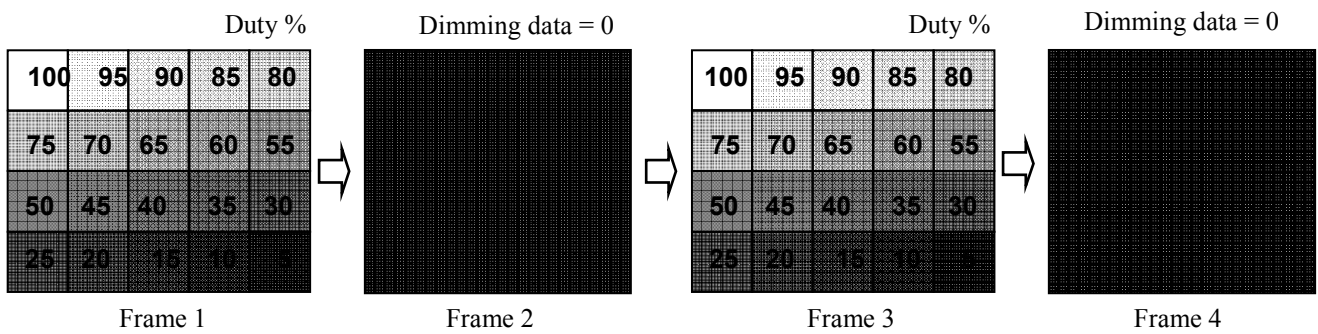 Duty % Dimming data = 0 Duty % Dimming data = 0
100 95 90 85 80 100 95 90 85 80
75 70 65 60 55 75 70 65 60 55
50 45 40 35 30 50 45 40 35 30
25 20 15 10 5 25 20 15 10
Frame 1 Frame 2 Frame 3 Frame 4